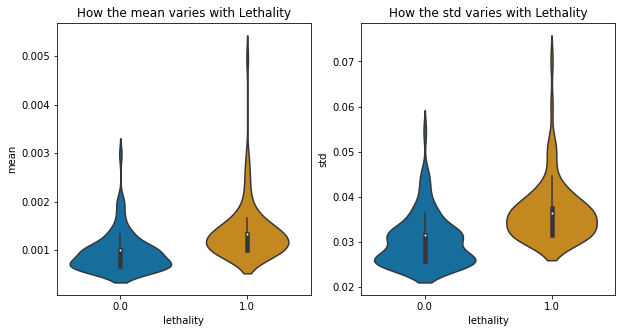 How the mean varies with Lethality
mean
0.005
0.004
0.003
0.002
0.001
0.0
1.0
lethality
How the std varies with Lethality
std
0.07
0.06
0.05
0.04
0.03
0.02
0.0
1.0
lethality